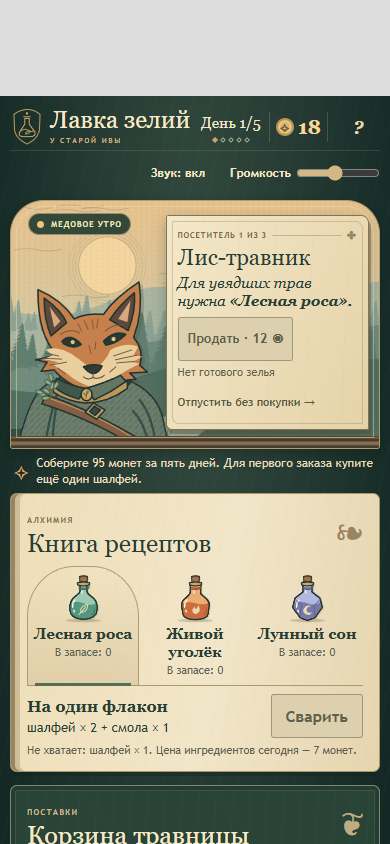 Лавка зелий
У СТАРОЙ ИВЫ
День 1/5
18
?
Звук: вкл
Громкость
МЕДОВОЕ УТРО
ПОСЕТИТЕЛЬ 1 ИЗ 3
Лис-травник
Для увядших трав
нужна «Лесная роса».
Продать · 12
Нет готового зелья
Отпустить без покупки →
Соберите 95 монет за пять дней. Для первого заказа купите
ещё один шалфей.
АЛХИМИЯ
Книга рецептов
Лесная роса
В запасе: 0
Живой
уголёк
В запасе: 0
Лунный сон
В запасе: 0
На один флакон
шалфей × 2 + смола × 1
Сварить
Не хватает: шалфей × 1. Цена ингредиентов сегодня — 7 монет.
ПОСТАВКИ
Корзина травницы